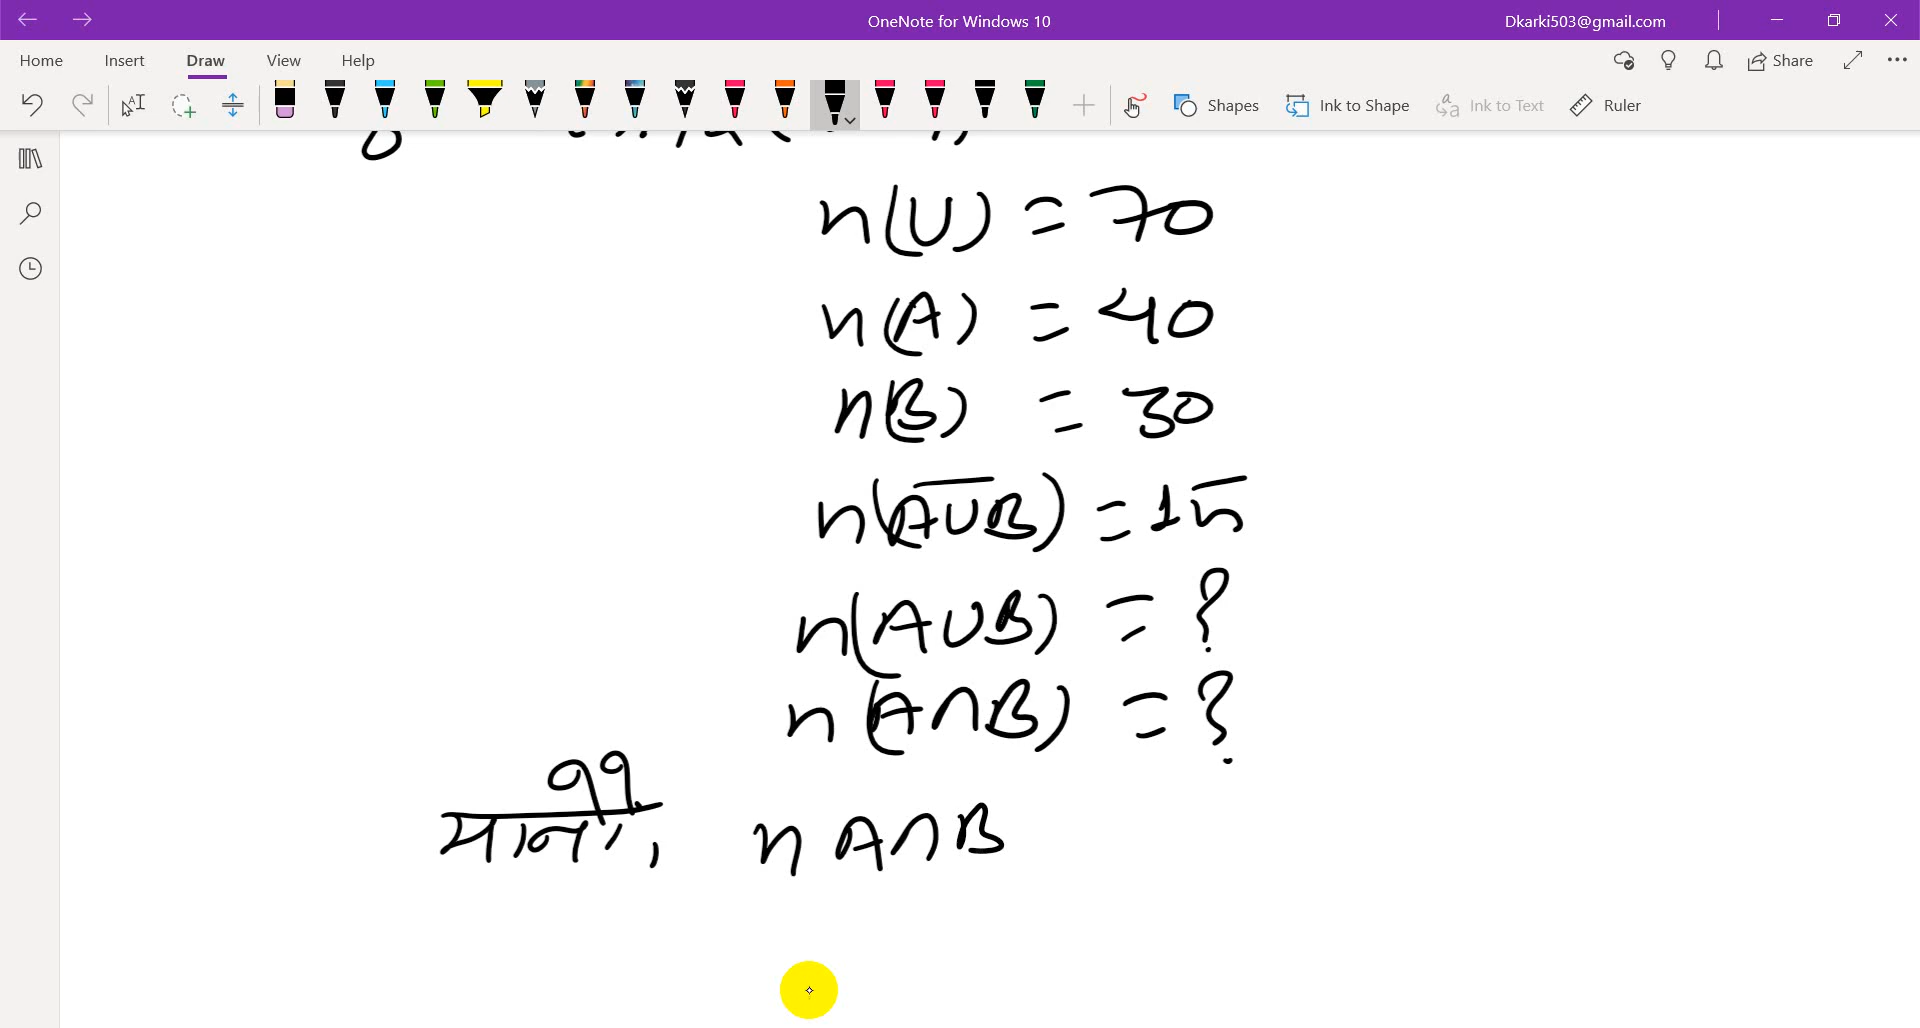 OneNote for Windows 10
Dkarki503@gmail.com
Home Insert Draw View Help
Share
Shapes Ink to Shape Ink to Text Ruler
n(U) = 70
n(A) = 40
n(B) = 30
n(A̅U̅B̅) = 15
n(AUB) = ?
n(A∩B) = ?
n A∩B